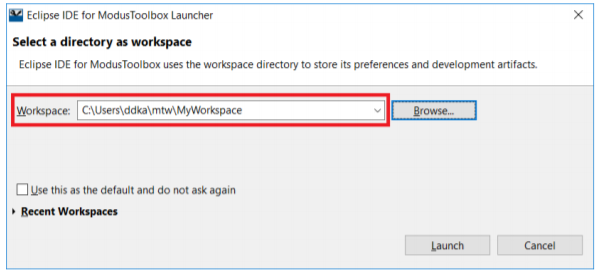 Eclipse IDE for ModusToolbox Launcher
Select a directory as workspace
Eclipse IDE for ModusToolbox uses the workspace directory to store its preferences and development artifacts.
Workspace: C:\Users\ddka\mtw\MyWorkspace Browse...
Use this as the default and do not ask again
Recent Workspaces
Launch Cancel